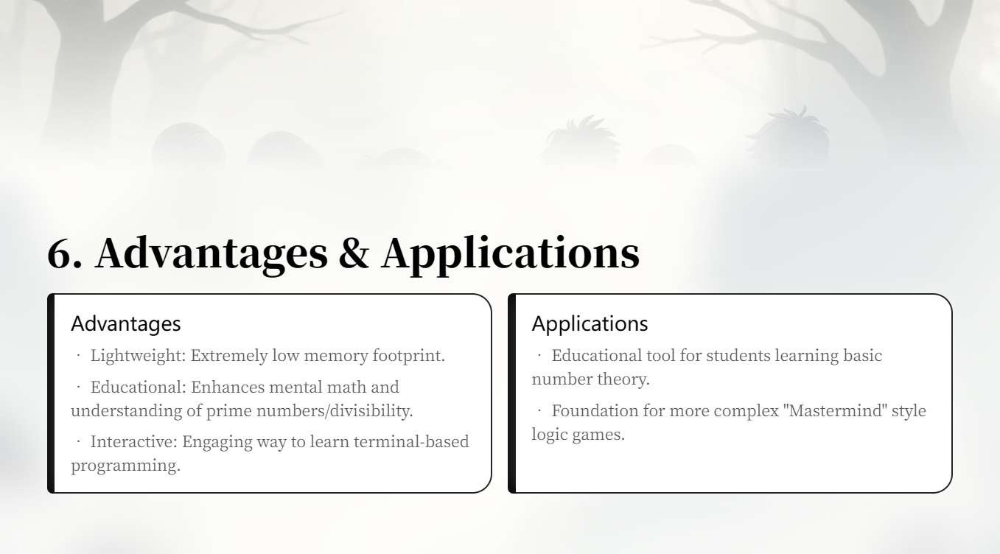 6. Advantages & Applications
Advantages
· Lightweight: Extremely low memory footprint.
· Educational: Enhances mental math and
understanding of prime numbers/divisibility.
· Interactive: Engaging way to learn terminal-based
programming.
Applications
· Educational tool for students learning basic
number theory.
· Foundation for more complex "Mastermind" style
logic games.